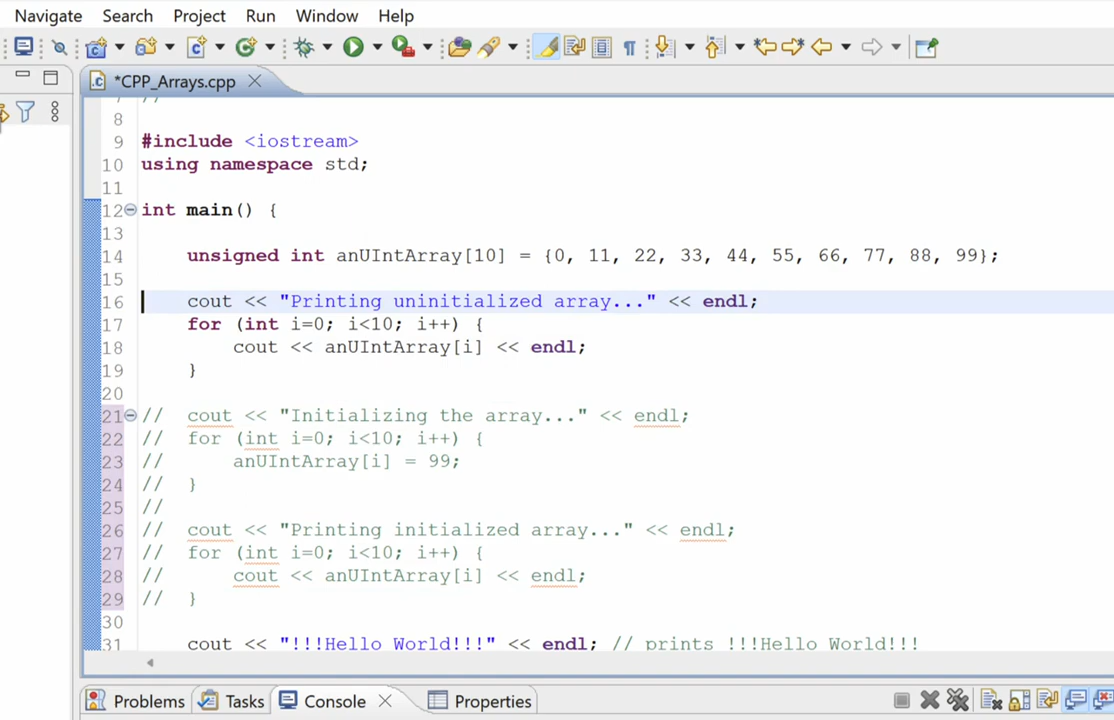 Navigate Search Project Run Window Help
*CPP_Arrays.cpp
7 //
8
9 #include <iostream>
10 using namespace std;
11
12 int main() {
13
14 unsigned int anUIntArray[10] = {0, 11, 22, 33, 44, 55, 66, 77, 88, 99};
15
16 cout << "Printing uninitialized array..." << endl;
17 for (int i=0; i<10; i++) {
18 cout << anUIntArray[i] << endl;
19 }
20
21 // cout << "Initializing the array..." << endl;
22 // for (int i=0; i<10; i++) {
23 // anUIntArray[i] = 99;
24 // }
25 //
26 // cout << "Printing initialized array..." << endl;
27 // for (int i=0; i<10; i++) {
28 // cout << anUIntArray[i] << endl;
29 // }
30
31 cout << "!!!Hello World!!!" << endl; // prints !!!Hello World!!!
Problems Tasks Console Properties